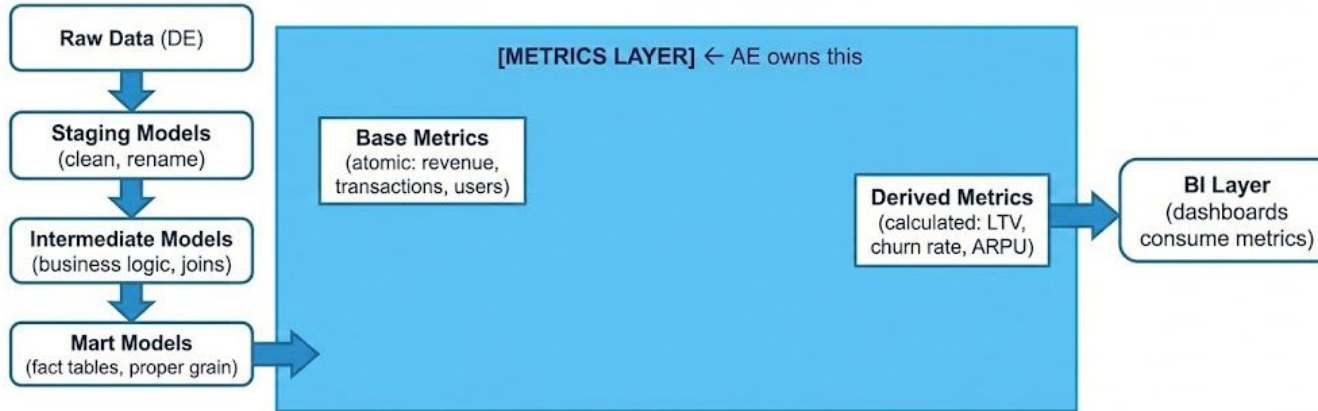 Raw Data (DE)
Staging Models
(clean, rename)
Intermediate Models
(business logic, joins)
Mart Models
(fact tables, proper grain)
[METRICS LAYER] ← AE owns this
Base Metrics
(atomic: revenue,
transactions, users)
Derived Metrics
(calculated: LTV,
churn rate, ARPU)
BI Layer
(dashboards
consume metrics)